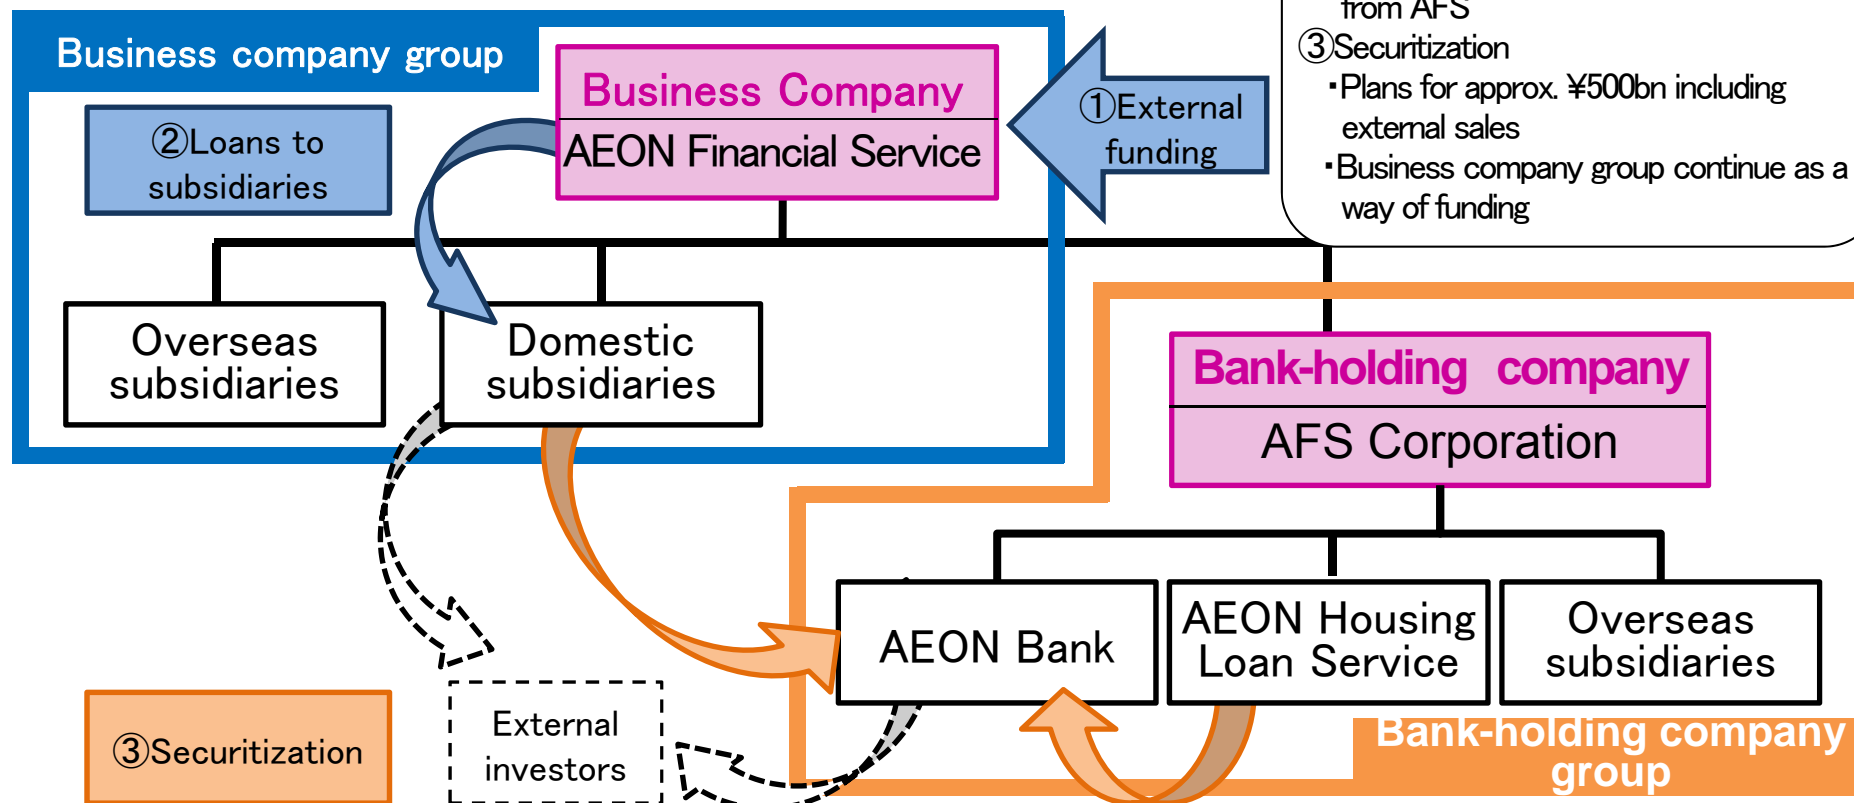 from AFS
③Securitization
・Plans for approx. ¥500bn including
external sales
・Business company group continue as a
way of funding
Business company group
Business Company
AEON Financial Service
①External
funding
②Loans to
subsidiaries
Overseas
subsidiaries
Domestic
subsidiaries
Bank-holding company
AFS Corporation
AEON Bank
AEON Housing
Loan Service
Overseas
subsidiaries
③Securitization
External
investors
Bank-holding company
group